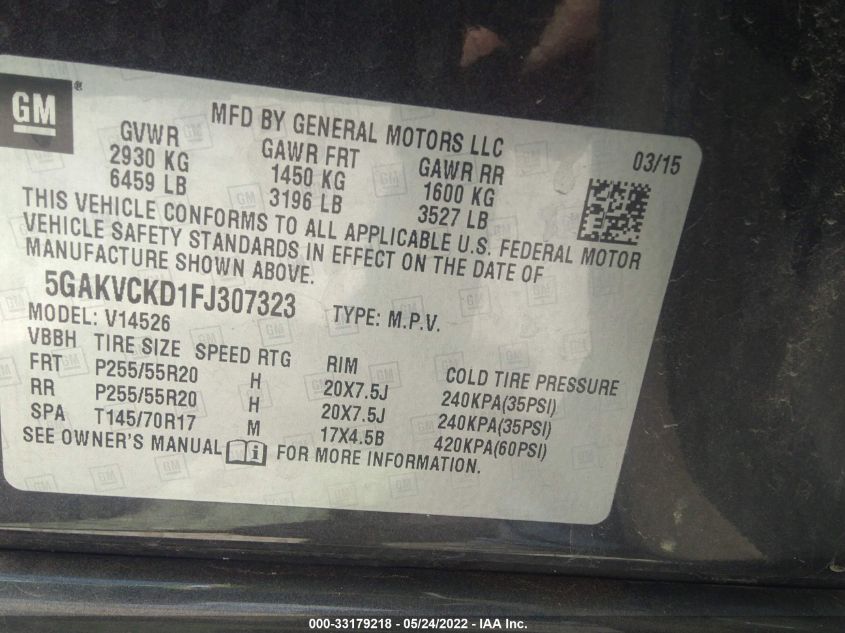 GM
MFD BY GENERAL MOTORS LLC
03/15
GVWR GAWR FRT GAWR RR
2930 KG 1450 KG 1600 KG
6459 LB 3196 LB 3527 LB
THIS VEHICLE CONFORMS TO ALL APPLICABLE U.S. FEDERAL MOTOR
VEHICLE SAFETY STANDARDS IN EFFECT ON THE DATE OF
MANUFACTURE SHOWN ABOVE.
5GAKVCKD1FJ307323 TYPE: M.P.V.
MODEL: V14526
VBBH TIRE SIZE SPEED RTG RIM COLD TIRE PRESSURE
FRT P255/55R20 H 20X7.5J 240KPA(35PSI)
RR P255/55R20 H 20X7.5J 240KPA(35PSI)
SPA T145/70R17 M 17X4.5B 420KPA(60PSI)
SEE OWNER'S MANUAL i FOR MORE INFORMATION.
000-33179218 - 05/24/2022 - IAA Inc.